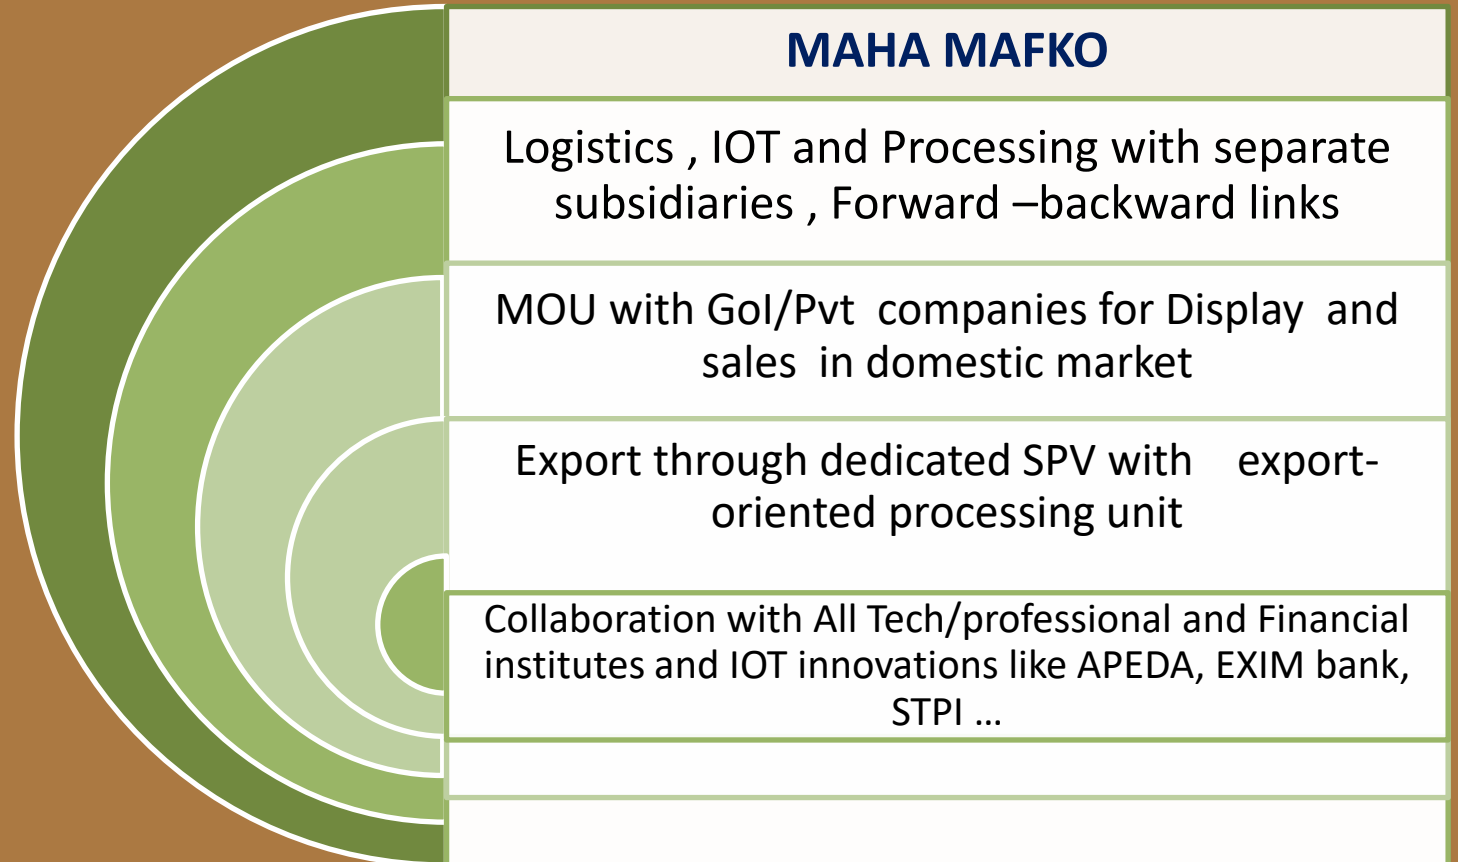 MAHA MAFKO
Logistics , IOT and Processing with separate
subsidiaries , Forward –backward links
MOU with GoI/Pvt  companies for Display  and
sales  in domestic market
Export through dedicated SPV with    export-
oriented processing unit
Collaboration with All Tech/professional and Financial
institutes and IOT innovations like APEDA, EXIM bank,
STPI ...